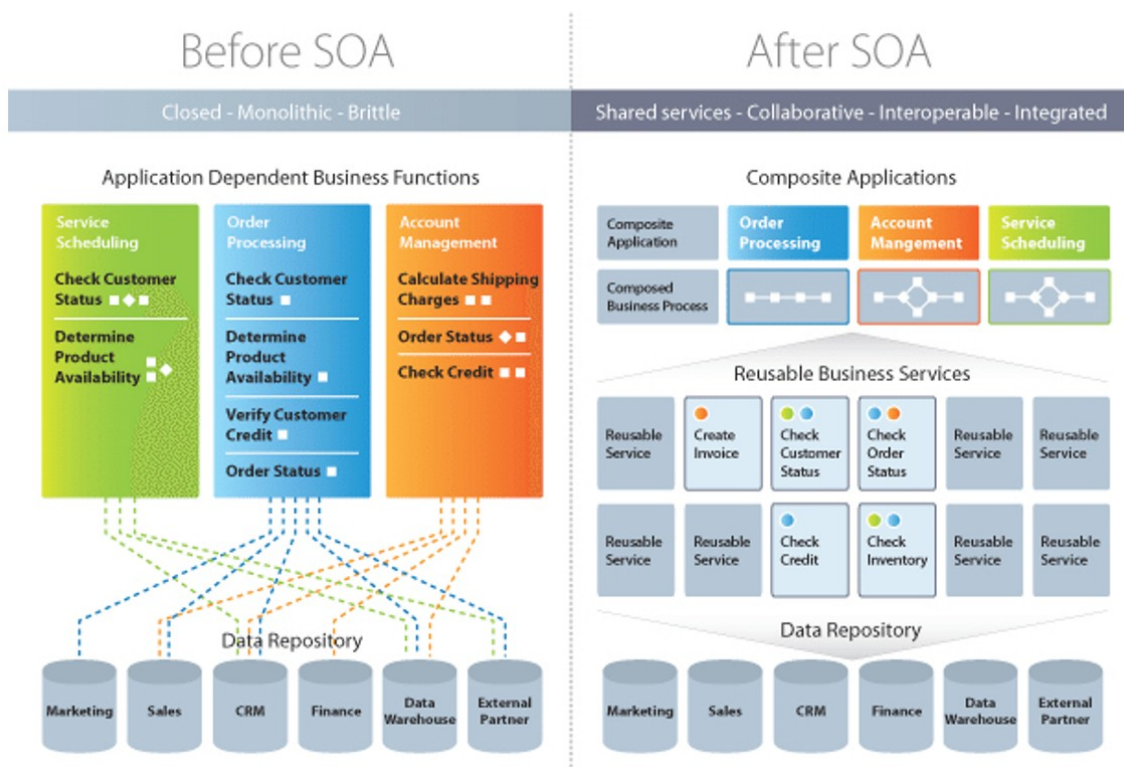 Before SOA
Closed - Monolithic - Brittle
Application Dependent Business Functions
Service
Scheduling
Check Customer
Status
Determine
Product
Availability
Order
Processing
Check Customer
Status
Determine
Product
Availability
Verify Customer
Credit
Order Status
Account
Management
Calculate Shipping
Charges
Order Status
Check Credit
Data Repository
Marketing
Sales
CRM
Finance
Data
Warehouse
External
Partner
After SOA
Shared services - Collaborative - Interoperable - Integrated
Composite Applications
Composite
Application
Order
Processing
Account
Mangement
Service
Scheduling
Composed
Business Process
Reusable Business Services
Reusable
Service
Create
Invoice
Check
Customer
Status
Check
Order
Status
Reusable
Service
Reusable
Service
Reusable
Service
Reusable
Service
Check
Credit
Check
Inventory
Reusable
Service
Reusable
Service
Data Repository
Marketing
Sales
CRM
Finance
Data
Warehouse
External
Partner